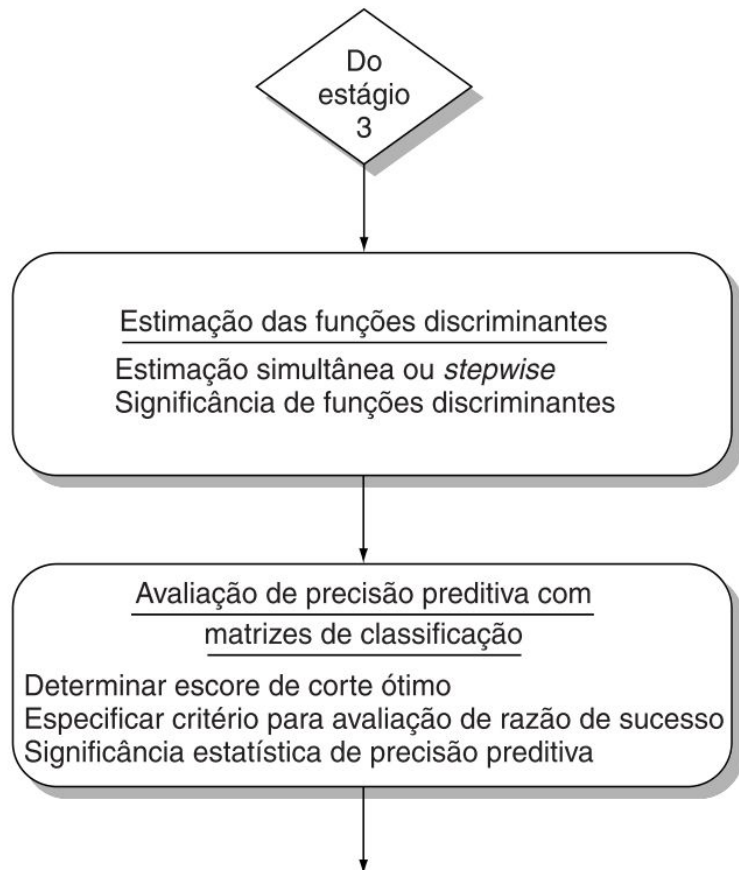 Do
estágio
3
Estimação das funções discriminantes
Estimação simultânea ou stepwise
Significância de funções discriminantes
Avaliação de precisão preditiva com
matrizes de classificação
Determinar escore de corte ótimo
Especificar critério para avaliação de razão de sucesso
Significância estatística de precisão preditiva